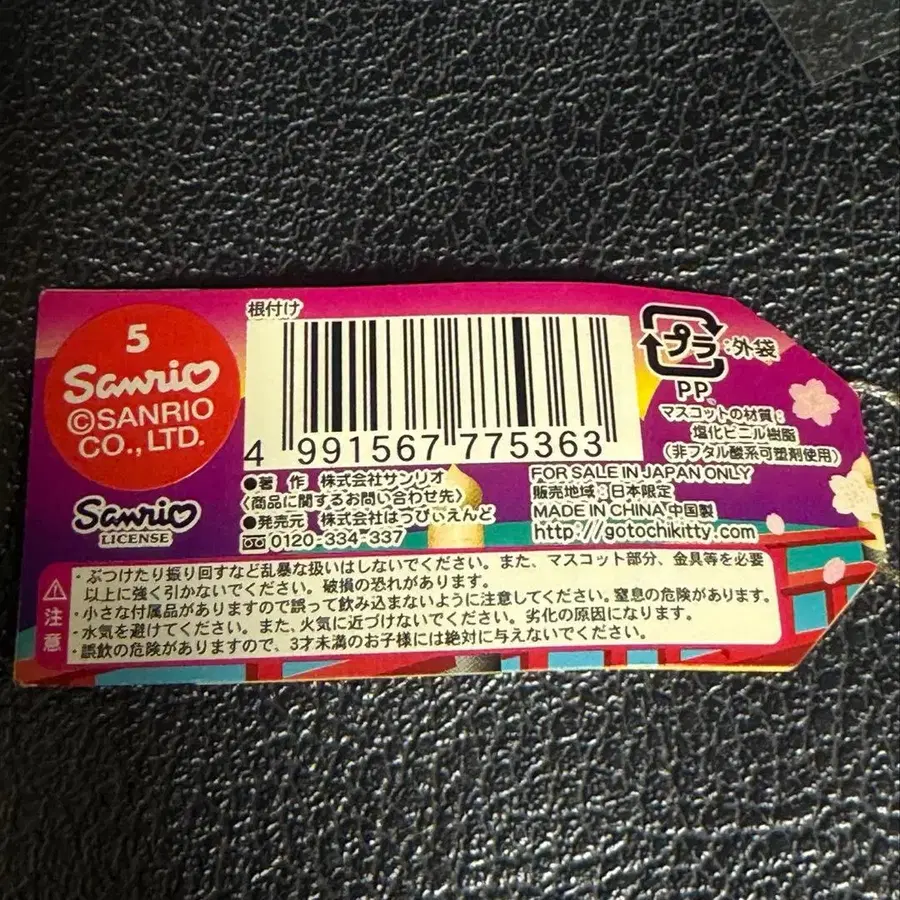 5
Sanrio
©SANRIO
CO., LTD.
Sanrio
LICENSE
根付け
4 991567 775363
●著 作 株式会社サンリオ
〈商品に関するお問い合わせ先〉
●発売元 株式会社はっぴぃえんど
0120-334-337
プラ :外袋
PP
マスコットの材質:
塩化ビニル樹脂
(非フタル酸系可塑剤使用)
FOR SALE IN JAPAN ONLY
販売地域:日本限定
MADE IN CHINA 中国製
http://gotochikitty.com
注意
・ぶつけたり振り回すなど乱暴な扱いはしないでください。また、マスコット部分、金具等を必要
以上に強く引かないでください。破損の恐れがあります。
・小さな付属品がありますので誤って飲み込まないように注意してください。窒息の危険があります。
・水気を避けてください。また、火気に近づけないでください。劣化の原因になります。
・誤飲の危険がありますので、3才未満のお子様には絶対に与えないでください。